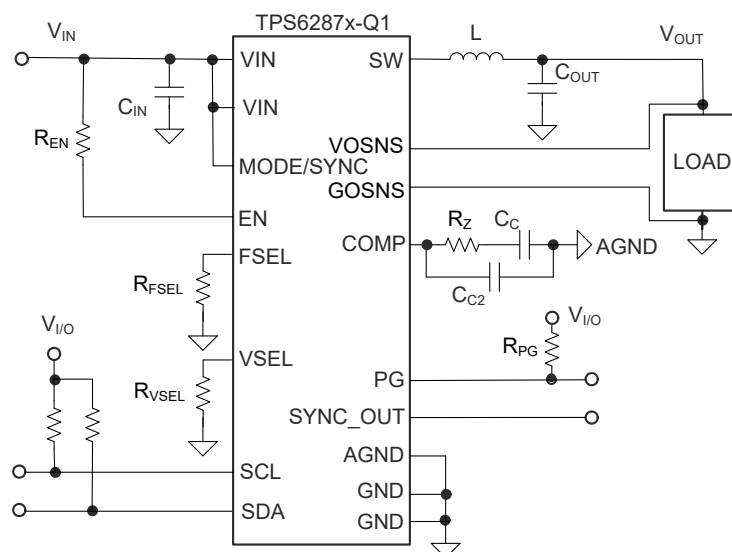 TPS6287x-Q1
VIN
VIN
VIN
CIN
REN
MODE/SYNC
EN
FSEL
RFSEL
VI/O
VSEL
RVSEL
SCL
SDA
SW
L
COUT
VOUT
VOSNS
GOSNS
LOAD
COMP
RZ
CC
CC2
AGND
VI/O
RPG
PG
SYNC_OUT
AGND
GND
GND